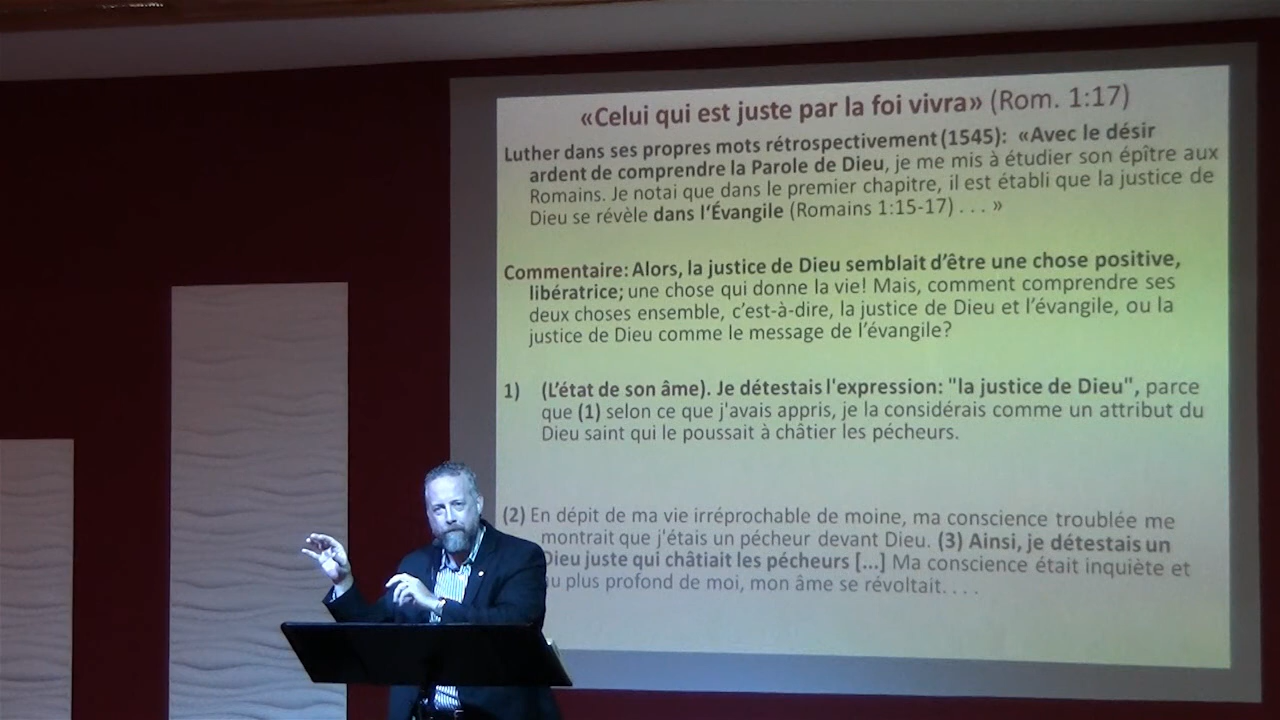 «Celui qui est juste par la foi vivra» (Rom. 1:17)
Luther dans ses propres mots rétrospectivement (1545): «Avec le désir
ardent de comprendre la Parole de Dieu, je me mis à étudier son épître aux
Romains. Je notai que dans le premier chapitre, il est établi que la justice de
Dieu se révèle dans l‘Évangile (Romains 1:15-17) . . . »
Commentaire: Alors, la justice de Dieu semblait d’être une chose positive,
libératrice; une chose qui donne la vie! Mais, comment comprendre ses
deux choses ensemble, c’est-à-dire, la justice de Dieu et l’évangile, ou la
justice de Dieu comme le message de l’évangile?
1) (L’état de son âme). Je détestais l'expression: "la justice de Dieu", parce
que (1) selon ce que j'avais appris, je la considérais comme un attribut du
Dieu saint qui le poussait à châtier les pécheurs.
(2) En dépit de ma vie irréprochable de moine, ma conscience troublée me
montrait que j'étais un pécheur devant Dieu. (3) Ainsi, je détestais un
Dieu juste qui châtiait les pécheurs [...] Ma conscience était inquiète et
au plus profond de moi, mon âme se révoltait. . . .